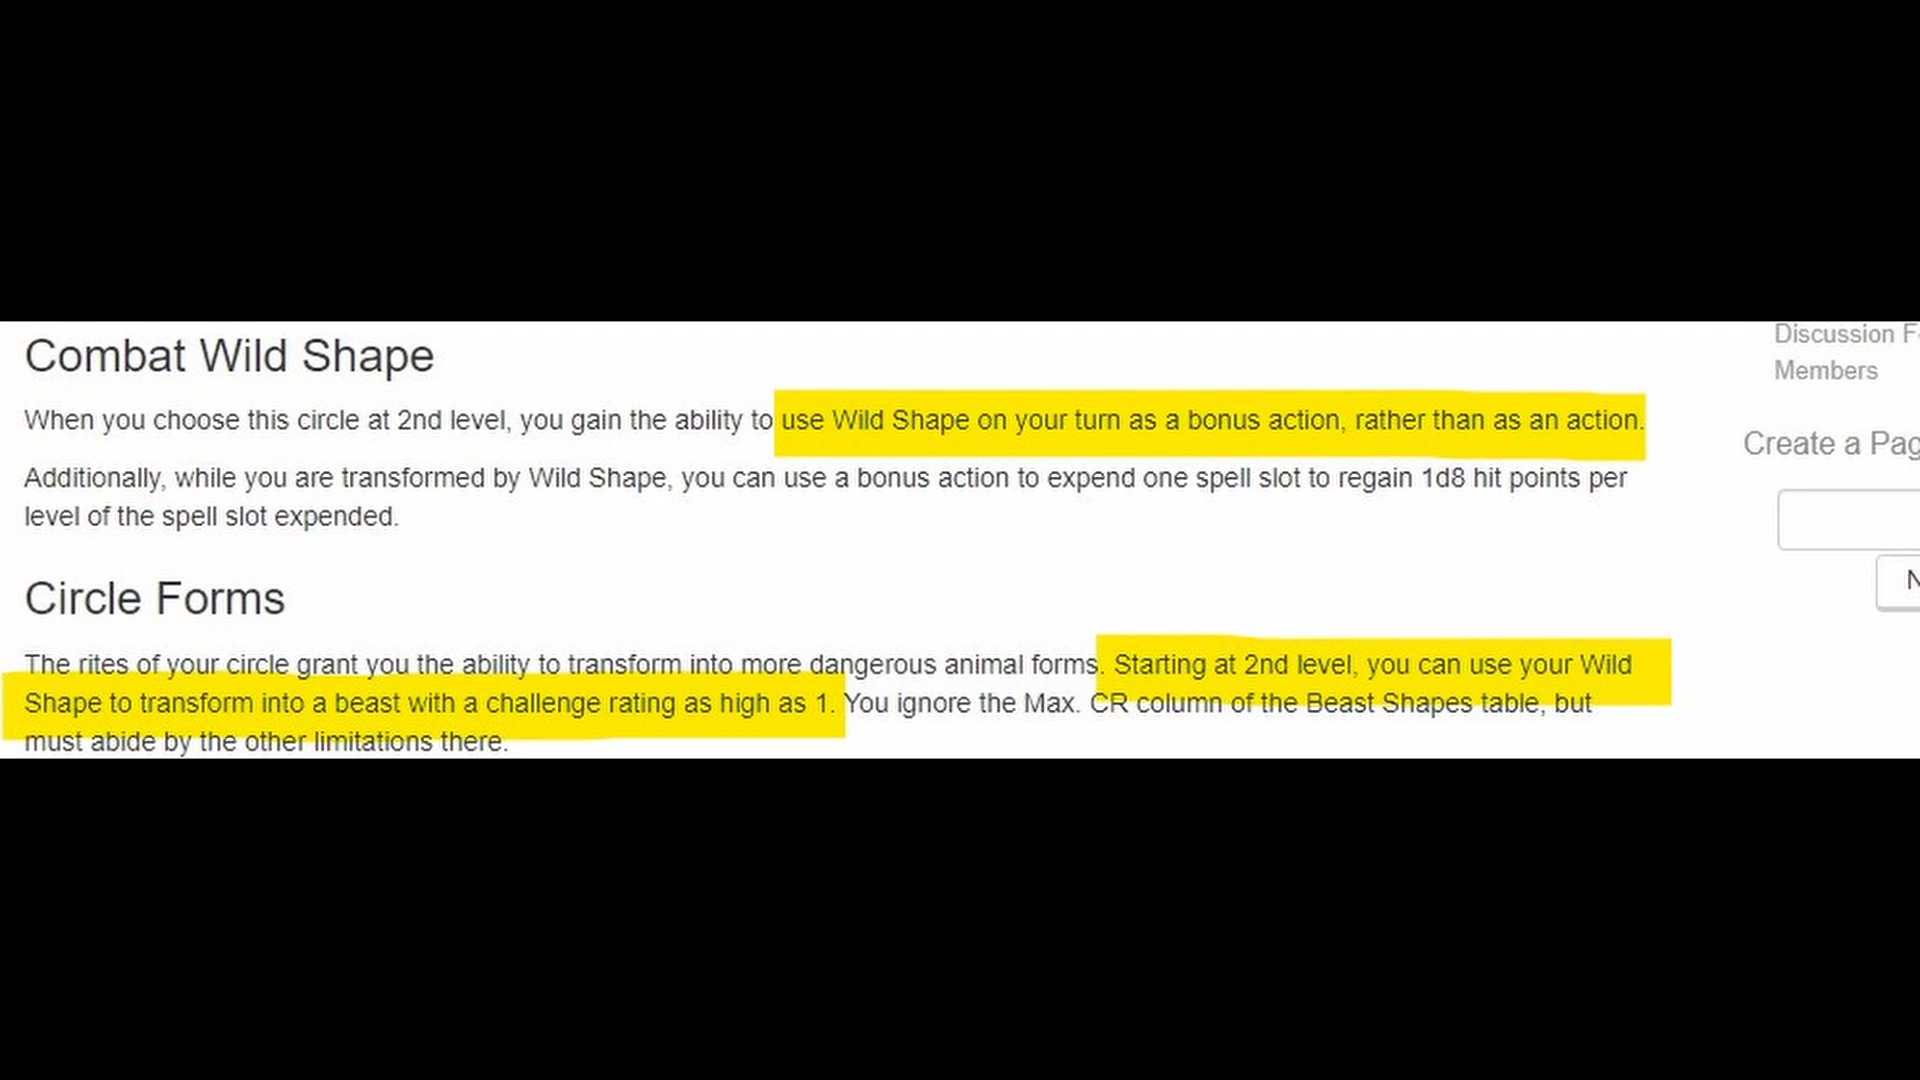 Combat Wild Shape
When you choose this circle at 2nd level, you gain the ability to use Wild Shape on your turn as a bonus action, rather than as an action.
Additionally, while you are transformed by Wild Shape, you can use a bonus action to expend one spell slot to regain 1d8 hit points per
level of the spell slot expended.
Circle Forms
The rites of your circle grant you the ability to transform into more dangerous animal forms. Starting at 2nd level, you can use your Wild
Shape to transform into a beast with a challenge rating as high as 1. You ignore the Max. CR column of the Beast Shapes table, but
must abide by the other limitations there.
Discussion
Members
Create a